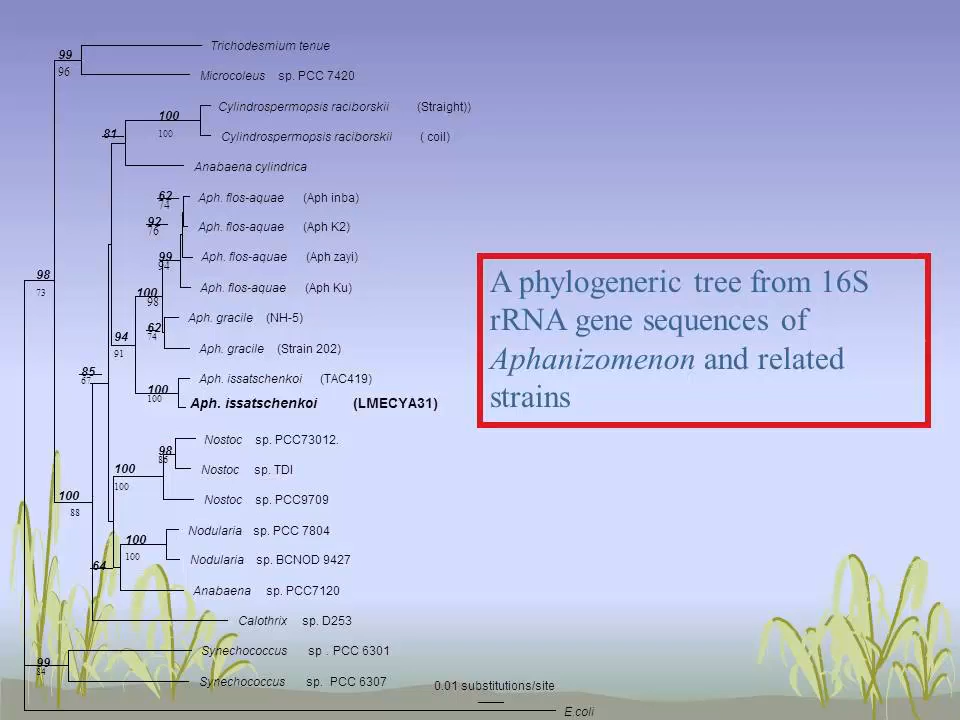 Trichodesmium tenue
99
96
Microcoleus sp. PCC 7420
Cylindrospermopsis raciborskii (Straight))
100
100
81
Cylindrospermopsis raciborskii ( coil)
Anabaena cylindrica
62
74
Aph. flos-aquae (Aph inba)
92
76
Aph. flos-aquae (Aph K2)
99
94
Aph. flos-aquae (Aph zayi)
98
73
100
98
Aph. flos-aquae (Aph Ku)
Aph. gracile (NH-5)
62
74
94
91
Aph. gracile (Strain 202)
85
67
Aph. issatschenkoi (TAC419)
100
100
Aph. issatschenkoi (LMECYA31)
A phylogeneric tree from 16S
rRNA gene sequences of
Aphanizomenon and related
strains
Nostoc sp. PCC73012.
98
86
100
100
Nostoc sp. TDI
100
88
Nostoc sp. PCC9709
Nodularia sp. PCC 7804
100
100
Nodularia sp. BCNOD 9427
64
Anabaena sp. PCC7120
Calothrix sp. D253
Synechococcus sp . PCC 6301
99
84
Synechococcus sp. PCC 6307
0.01 substitutions/site
E.coli